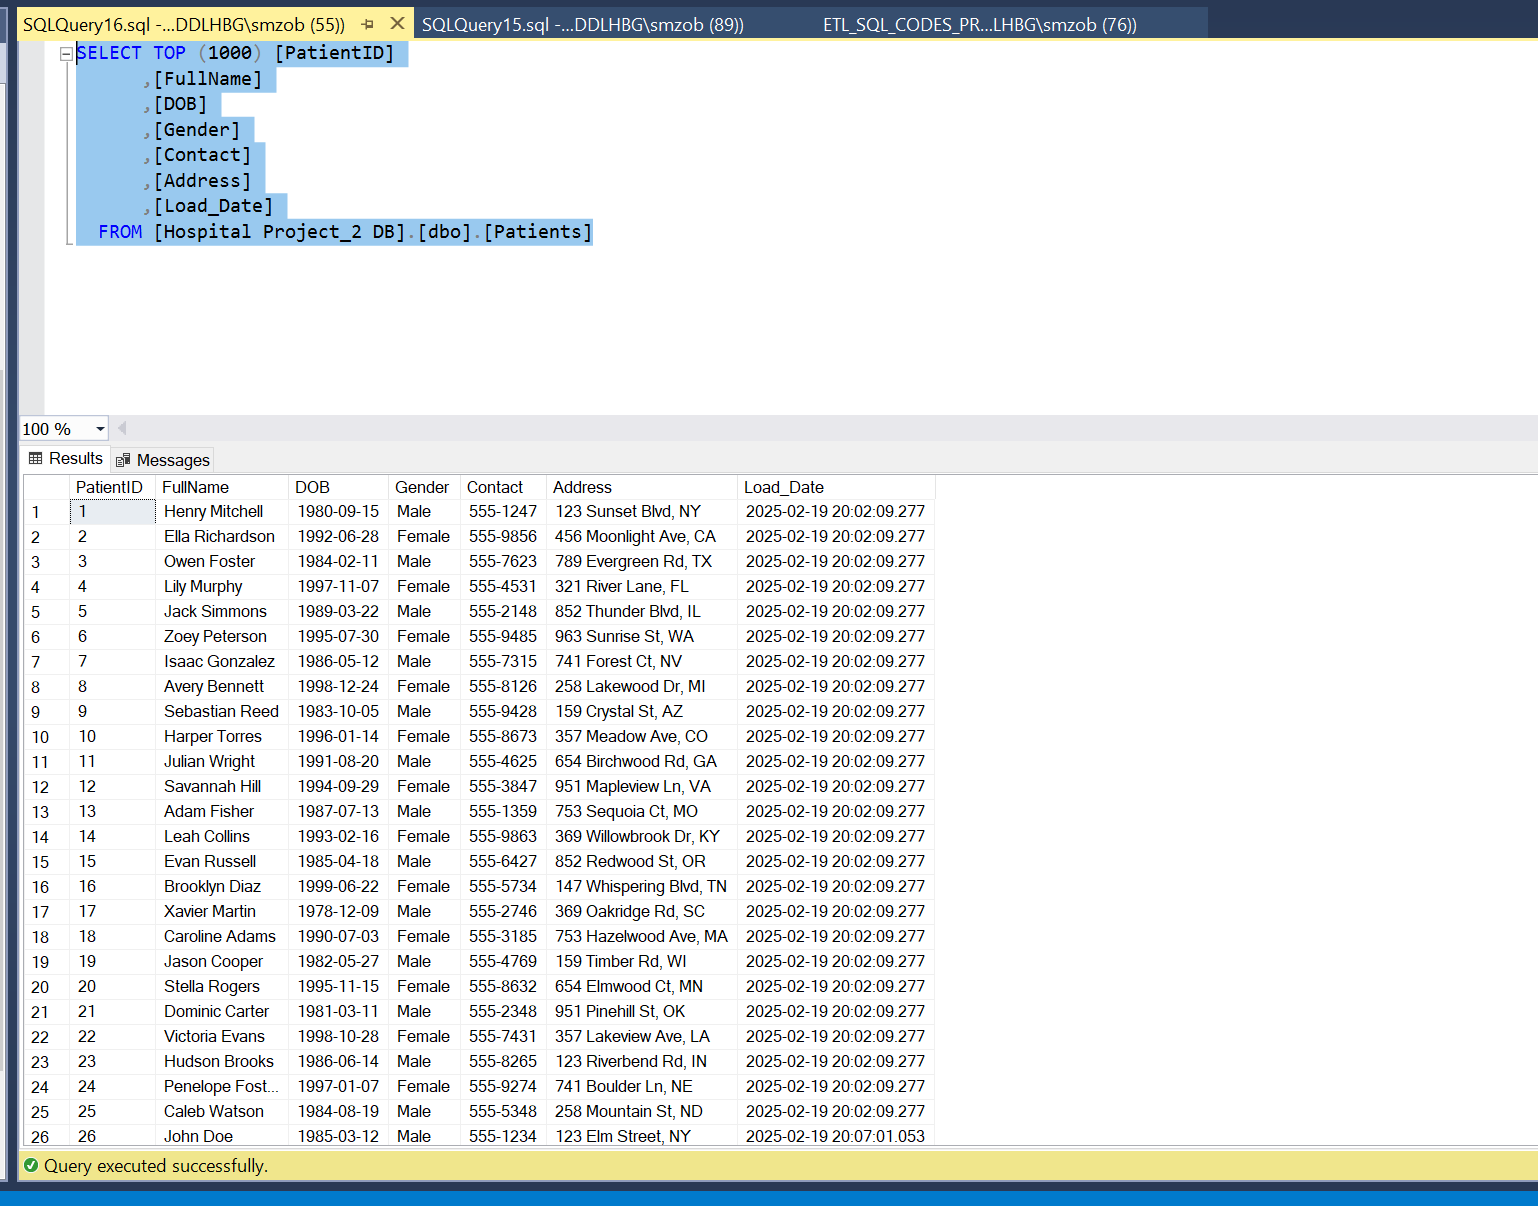 SQLQuery16.sql -...DDLHBG\smzob (55)) SQLQuery15.sql -...DDLHBG\smzob (89)) ETL_SQL_CODES_PR...LHBG\smzob (76))
SELECT TOP (1000) [PatientID]
,[FullName]
,[DOB]
,[Gender]
,[Contact]
,[Address]
,[Load_Date]
FROM [Hospital Project_2 DB].[dbo].[Patients]
100 %
Results Messages
PatientID FullName DOB Gender Contact Address Load_Date
1 1 Henry Mitchell 1980-09-15 Male 555-1247 123 Sunset Blvd, NY 2025-02-19 20:02:09.277
2 2 Ella Richardson 1992-06-28 Female 555-9856 456 Moonlight Ave, CA 2025-02-19 20:02:09.277
3 3 Owen Foster 1984-02-11 Male 555-7623 789 Evergreen Rd, TX 2025-02-19 20:02:09.277
4 4 Lily Murphy 1997-11-07 Female 555-4531 321 River Lane, FL 2025-02-19 20:02:09.277
5 5 Jack Simmons 1989-03-22 Male 555-2148 852 Thunder Blvd, IL 2025-02-19 20:02:09.277
6 6 Zoey Peterson 1995-07-30 Female 555-9485 963 Sunrise St, WA 2025-02-19 20:02:09.277
7 7 Isaac Gonzalez 1986-05-12 Male 555-7315 741 Forest Ct, NV 2025-02-19 20:02:09.277
8 8 Avery Bennett 1998-12-24 Female 555-8126 258 Lakewood Dr, MI 2025-02-19 20:02:09.277
9 9 Sebastian Reed 1983-10-05 Male 555-9428 159 Crystal St, AZ 2025-02-19 20:02:09.277
10 10 Harper Torres 1996-01-14 Female 555-8673 357 Meadow Ave, CO 2025-02-19 20:02:09.277
11 11 Julian Wright 1991-08-20 Male 555-4625 654 Birchwood Rd, GA 2025-02-19 20:02:09.277
12 12 Savannah Hill 1994-09-29 Female 555-3847 951 Mapleview Ln, VA 2025-02-19 20:02:09.277
13 13 Adam Fisher 1987-07-13 Male 555-1359 753 Sequoia Ct, MO 2025-02-19 20:02:09.277
14 14 Leah Collins 1993-02-16 Female 555-9863 369 Willowbrook Dr, KY 2025-02-19 20:02:09.277
15 15 Evan Russell 1985-04-18 Male 555-6427 852 Redwood St, OR 2025-02-19 20:02:09.277
16 16 Brooklyn Diaz 1999-06-22 Female 555-5734 147 Whispering Blvd, TN 2025-02-19 20:02:09.277
17 17 Xavier Martin 1978-12-09 Male 555-2746 369 Oakridge Rd, SC 2025-02-19 20:02:09.277
18 18 Caroline Adams 1990-07-03 Female 555-3185 753 Hazelwood Ave, MA 2025-02-19 20:02:09.277
19 19 Jason Cooper 1982-05-27 Male 555-4769 159 Timber Rd, WI 2025-02-19 20:02:09.277
20 20 Stella Rogers 1995-11-15 Female 555-8632 654 Elmwood Ct, MN 2025-02-19 20:02:09.277
21 21 Dominic Carter 1981-03-11 Male 555-2348 951 Pinehill St, OK 2025-02-19 20:02:09.277
22 22 Victoria Evans 1998-10-28 Female 555-7431 357 Lakeview Ave, LA 2025-02-19 20:02:09.277
23 23 Hudson Brooks 1986-06-14 Male 555-8265 123 Riverbend Rd, IN 2025-02-19 20:02:09.277
24 24 Penelope Fost... 1997-01-07 Female 555-9274 741 Boulder Ln, NE 2025-02-19 20:02:09.277
25 25 Caleb Watson 1984-08-19 Male 555-5348 258 Mountain St, ND 2025-02-19 20:02:09.277
26 26 John Doe 1985-03-12 Male 555-1234 123 Elm Street, NY 2025-02-19 20:07:01.053
Query executed successfully.